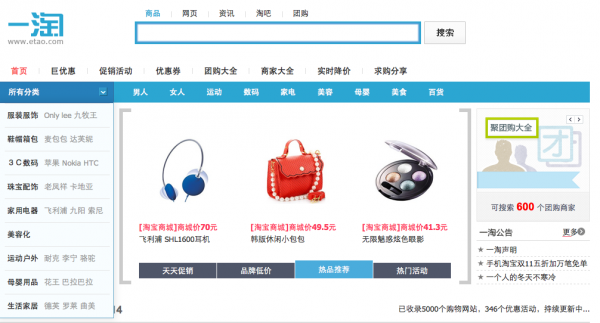 一淘
www.etao.com
商品 网页 资讯 淘吧 团购
搜索
首页 巨优惠 促销活动 优惠券 团购大全 商家大全 实时降价 求购分享
所有分类
男人 女人 运动 数码 家电 美容 母婴 美食 百货
服装服饰 Only lee 九牧王
鞋帽箱包 麦包包 达芙妮
3C数码 苹果 Nokia HTC
珠宝配饰 老凤祥 卡地亚
家用电器 飞利浦 九阳 索尼
美容美化
运动户外 耐克 李宁 骆驼
母婴用品 花王 巴拉巴拉
生活家居 德芙 罗莱 曲美
[淘宝商城]商城价70元
飞利浦 SHL1600耳机
[淘宝商城]商城价49.5元
韩版休闲小包包
[淘宝商城]商城价41.3元
无限魅惑炫色眼影
天天促销 品牌低价 热品推荐 热门活动
聚团购大全
团
可搜索 600 个团购商家
一淘公告 更多
★ 一淘声明
★ 手机淘宝双11五折加万笔免单
★ 一个人的冬天不寒冷
已收录5000个购物网站，346个优惠活动，持续更新中...